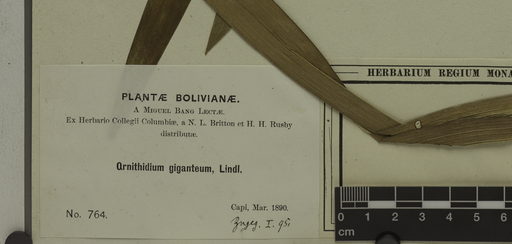 HERBARIUM REGIUM MONA
PLANTÆ BOLIVIANÆ.
A MIGUEL BANG LECTÆ.
Ex Herbario Collegii Columbiæ, a N. L. Britton et H. H. Rusby
distributæ.
Ornithidium giganteum, Lindl.
Capi, Mar. 1890.
No. 764.
I. 95
0 1 2 3 4 5
cm